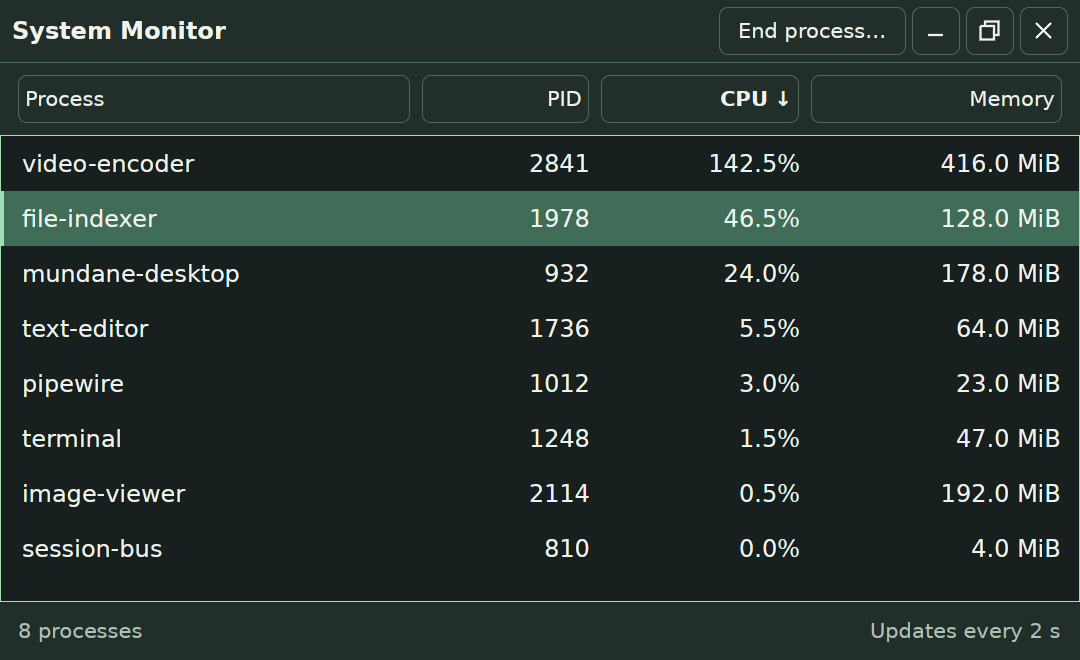 System Monitor End process...
Process PID CPU ↓ Memory
video-encoder 2841 142.5% 416.0 MiB
file-indexer 1978 46.5% 128.0 MiB
mundane-desktop 932 24.0% 178.0 MiB
text-editor 1736 5.5% 64.0 MiB
pipewire 1012 3.0% 23.0 MiB
terminal 1248 1.5% 47.0 MiB
image-viewer 2114 0.5% 192.0 MiB
session-bus 810 0.0% 4.0 MiB
8 processes Updates every 2 s